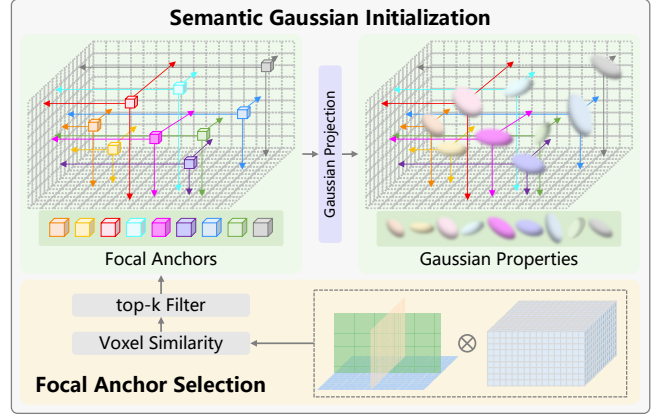 Semantic Gaussian Initialization
Gaussian Projection
Focal Anchors
Gaussian Properties
top-k Filter
Voxel Similarity
Focal Anchor Selection